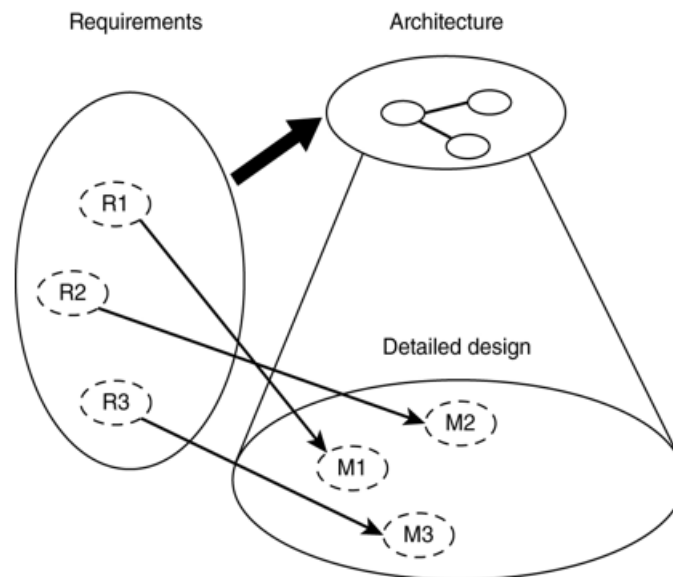 Requirements
Architecture
R1
R2
R3
Detailed design
M2
M1
M3